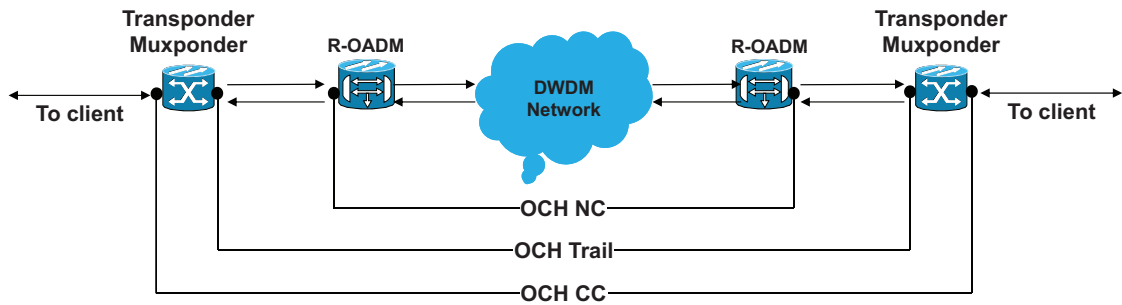 Transponder
Muxponder
R-OADM
R-OADM
Transponder
Muxponder
DWDM
Network
To client
To client
OCH NC
OCH Trail
OCH CC